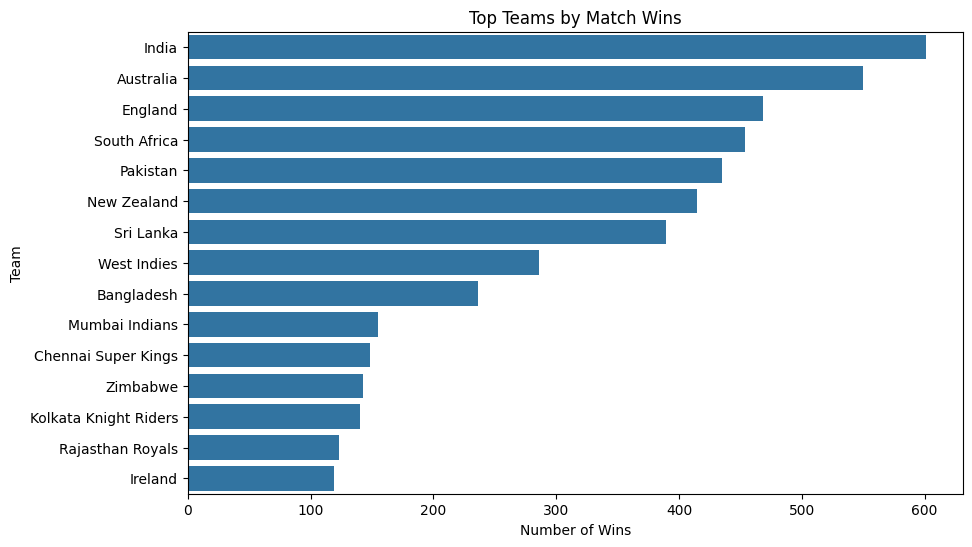 Top Teams by Match Wins
Team
India
Australia
England
South Africa
Pakistan
New Zealand
Sri Lanka
West Indies
Bangladesh
Mumbai Indians
Chennai Super Kings
Zimbabwe
Kolkata Knight Riders
Rajasthan Royals
Ireland
0 100 200 300 400 500 600
Number of Wins